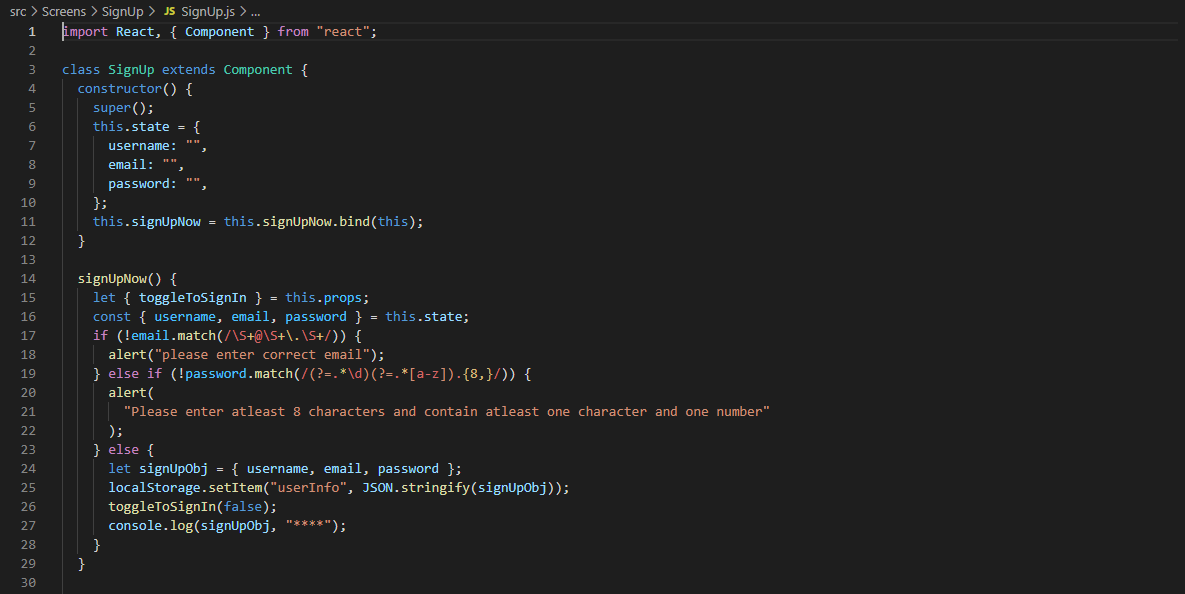 src > Screens > SignUp > JS SignUp.js > ...
1 import React, { Component } from "react";
2
3 class SignUp extends Component {
4   constructor() {
5     super();
6     this.state = {
7       username: "",
8       email: "",
9       password: "",
10     };
11     this.signUpNow = this.signUpNow.bind(this);
12   }
13
14   signUpNow() {
15     let { toggleToSignIn } = this.props;
16     const { username, email, password } = this.state;
17     if (!email.match(/\S+@\S+\.\S+/)) {
18       alert("please enter correct email");
19     } else if (!password.match(/(?=.*\d)(?=.*[a-z]).{8,}/)) {
20       alert(
21         "Please enter atleast 8 characters and contain atleast one character and one number"
22       );
23     } else {
24       let signUpObj = { username, email, password };
25       localStorage.setItem("userInfo", JSON.stringify(signUpObj));
26       toggleToSignIn(false);
27       console.log(signUpObj, "****");
28     }
29   }
30